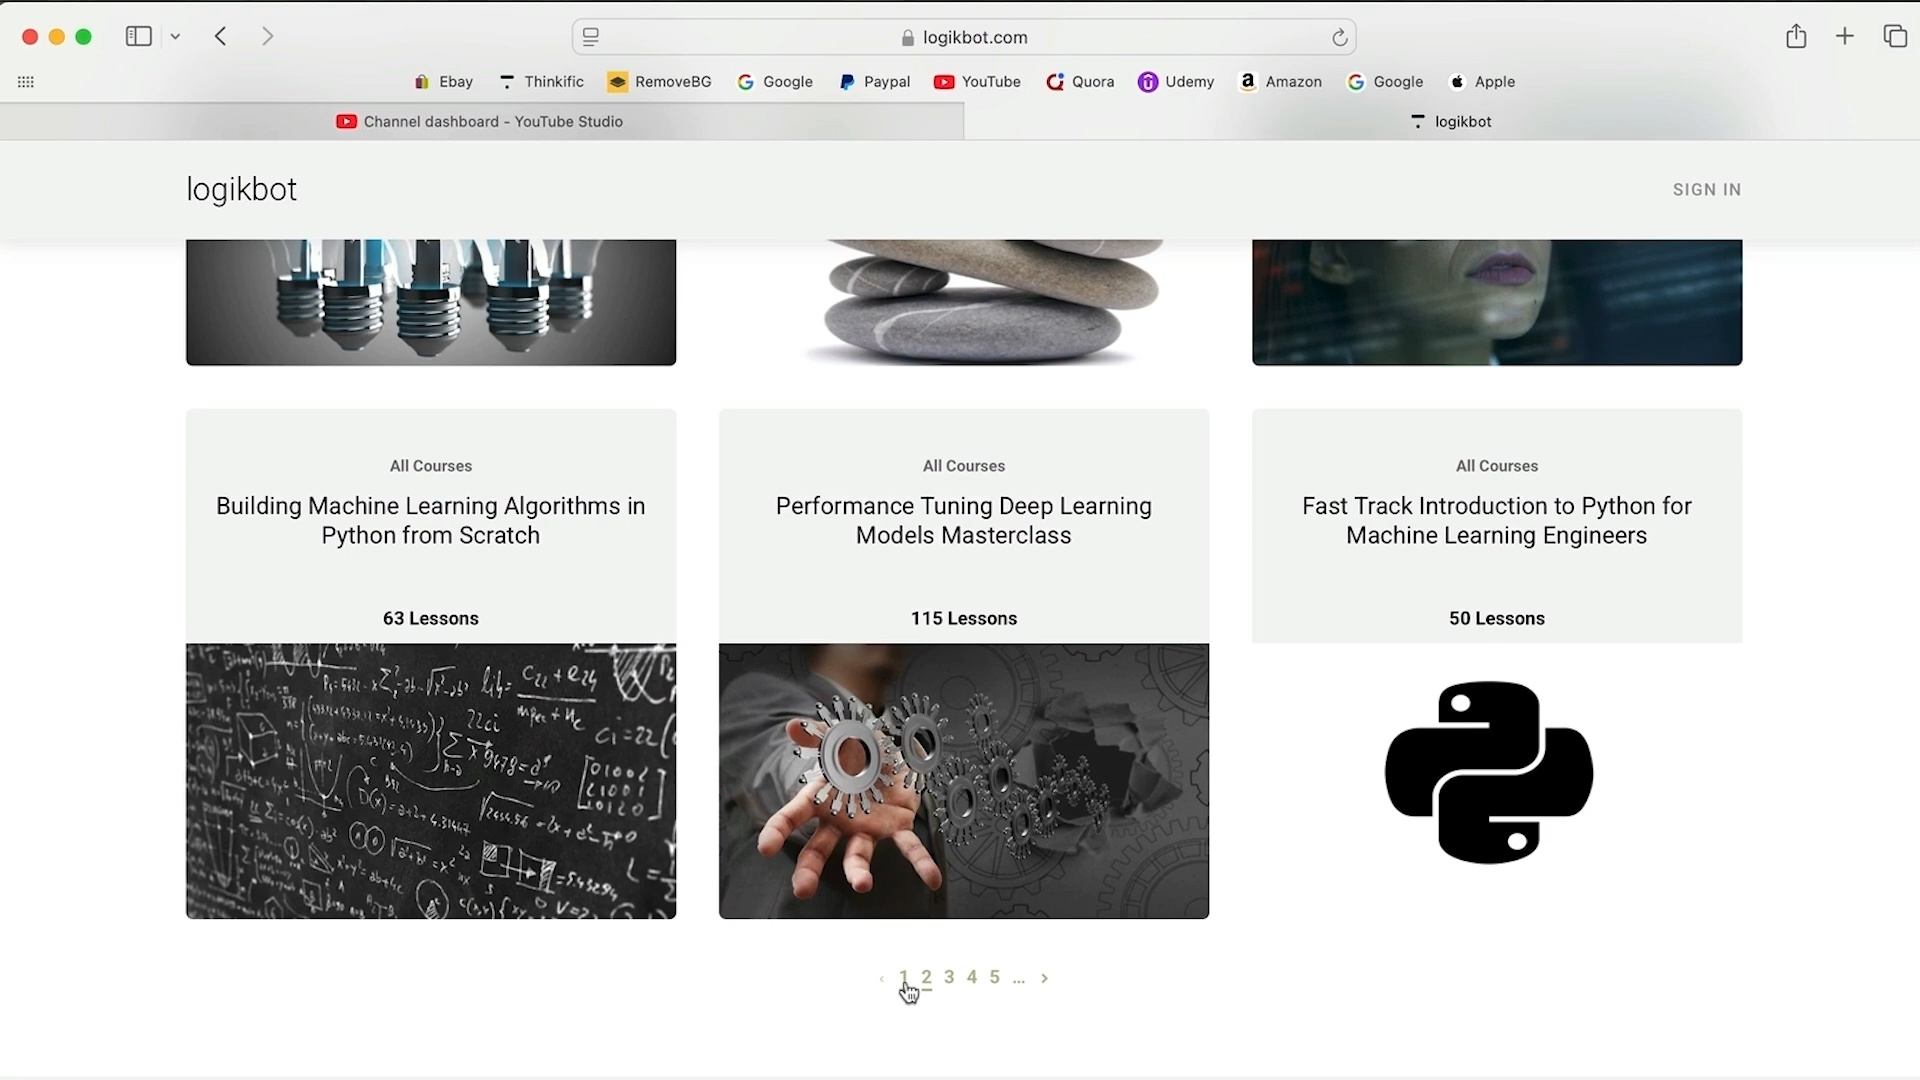 logikbot.com
Ebay Thinkific RemoveBG Google Paypal YouTube Quora Udemy Amazon Google Apple
Channel dashboard - YouTube Studio
logikbot
logikbot
SIGN IN
All Courses
Building Machine Learning Algorithms in
Python from Scratch
63 Lessons
All Courses
Performance Tuning Deep Learning
Models Masterclass
115 Lessons
All Courses
Fast Track Introduction to Python for
Machine Learning Engineers
50 Lessons
‹ 1 2 3 4 5 … ›